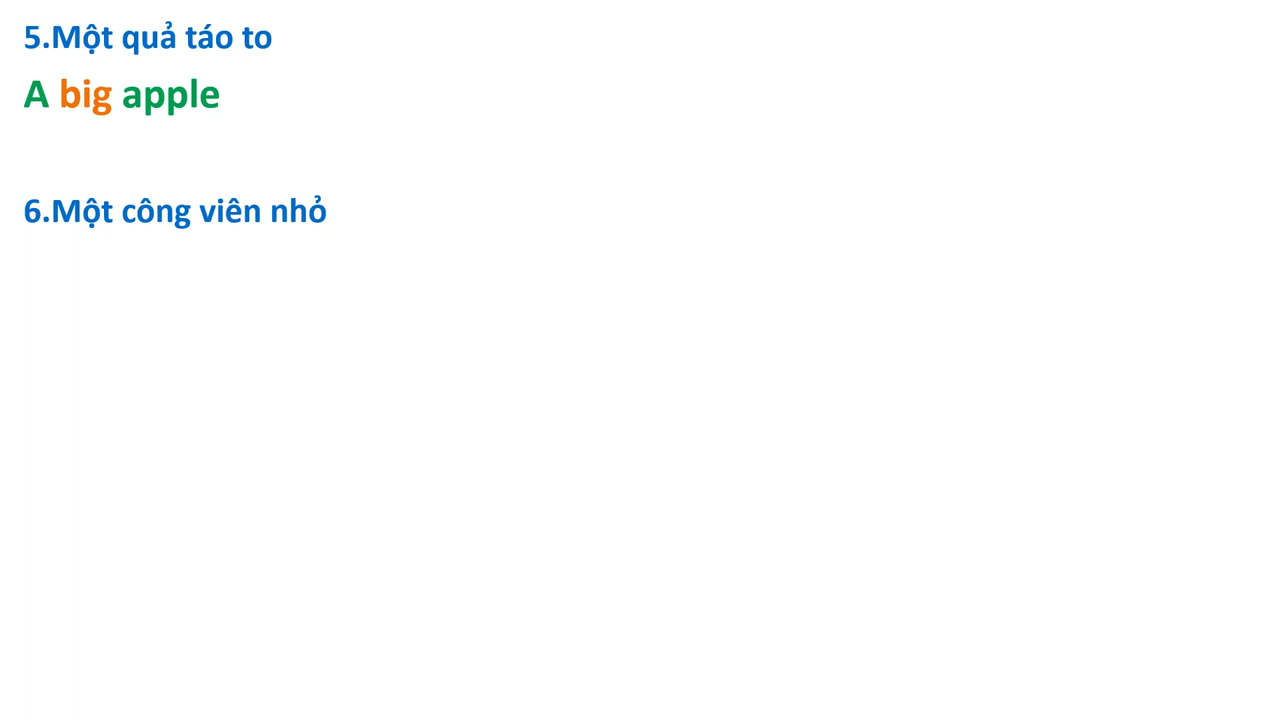 5.Một quả táo to
A big apple
6.Một công viên nhỏ